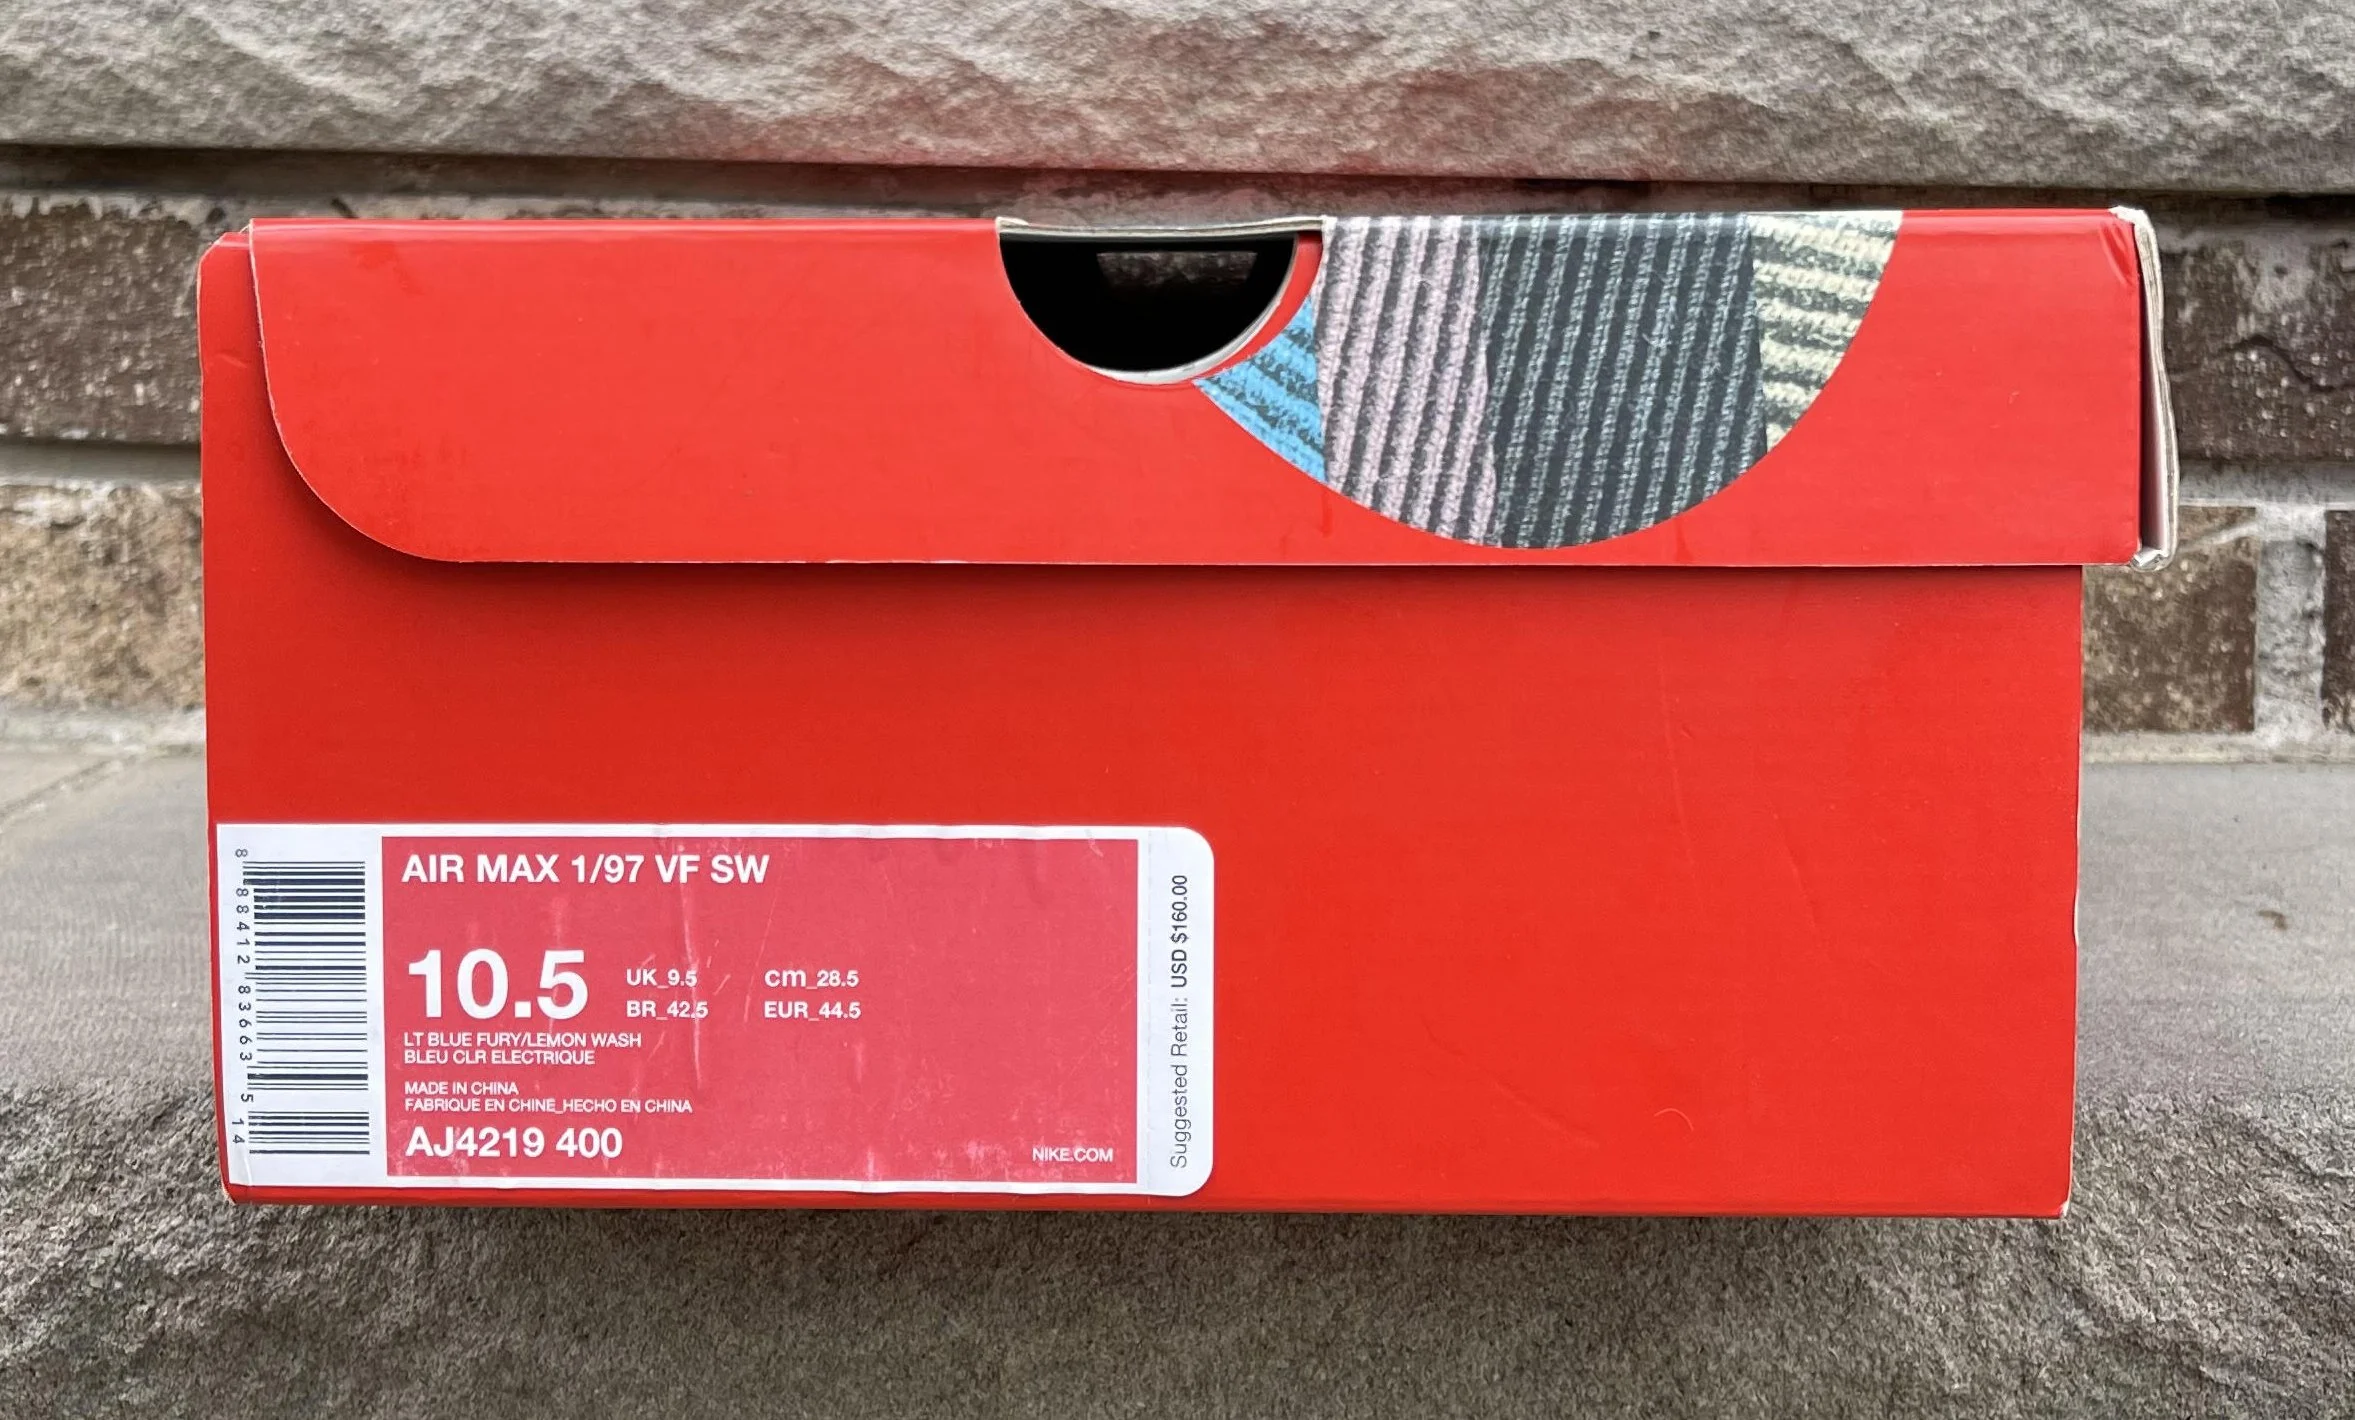 AIR MAX 1/97 VF SW
10.5
UK_9.5 cm_28.5
BR_42.5 EUR_44.5
LT BLUE FURY/LEMON WASH
BLEU CLR ELECTRIQUE
MADE IN CHINA
FABRIQUE EN CHINE_HECHO EN CHINA
AJ4219 400
NIKE.COM
8 88412 83663 5 14
Suggested Retail: USD $160.00